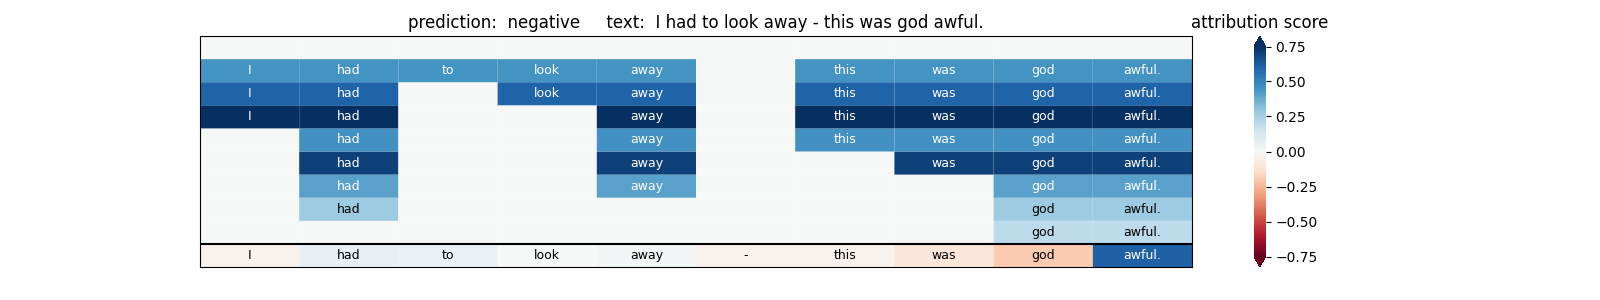 prediction:  negative     text:  I had to look away - this was god awful.
attribution score
I had to look away this was god awful.
I had look away this was god awful.
I had away this was god awful.
had away this was god awful.
had away was god awful.
had away god awful.
had god awful.
god awful.
I had to look away - this was god awful.
0.75
0.50
0.25
0.00
−0.25
−0.50
−0.75